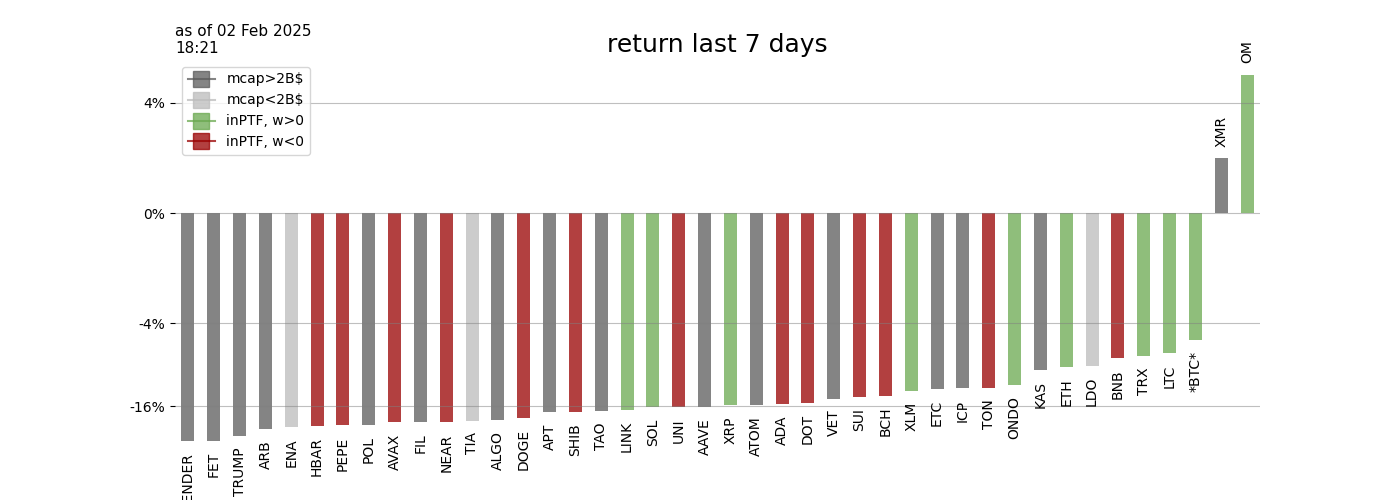 as of 02 Feb 2025
18:21
return last 7 days
mcap>2B$
mcap<2B$
inPTF, w>0
inPTF, w<0
4%
0%
-4%
-16%
ENDER
FET
TRUMP
ARB
ENA
HBAR
PEPE
POL
AVAX
FIL
NEAR
TIA
ALGO
DOGE
APT
SHIB
TAO
LINK
SOL
UNI
AAVE
XRP
ATOM
ADA
DOT
VET
SUI
BCH
XLM
ETC
ICP
TON
ONDO
KAS
ETH
LDO
BNB
TRX
LTC
*BTC*
XMR
OM